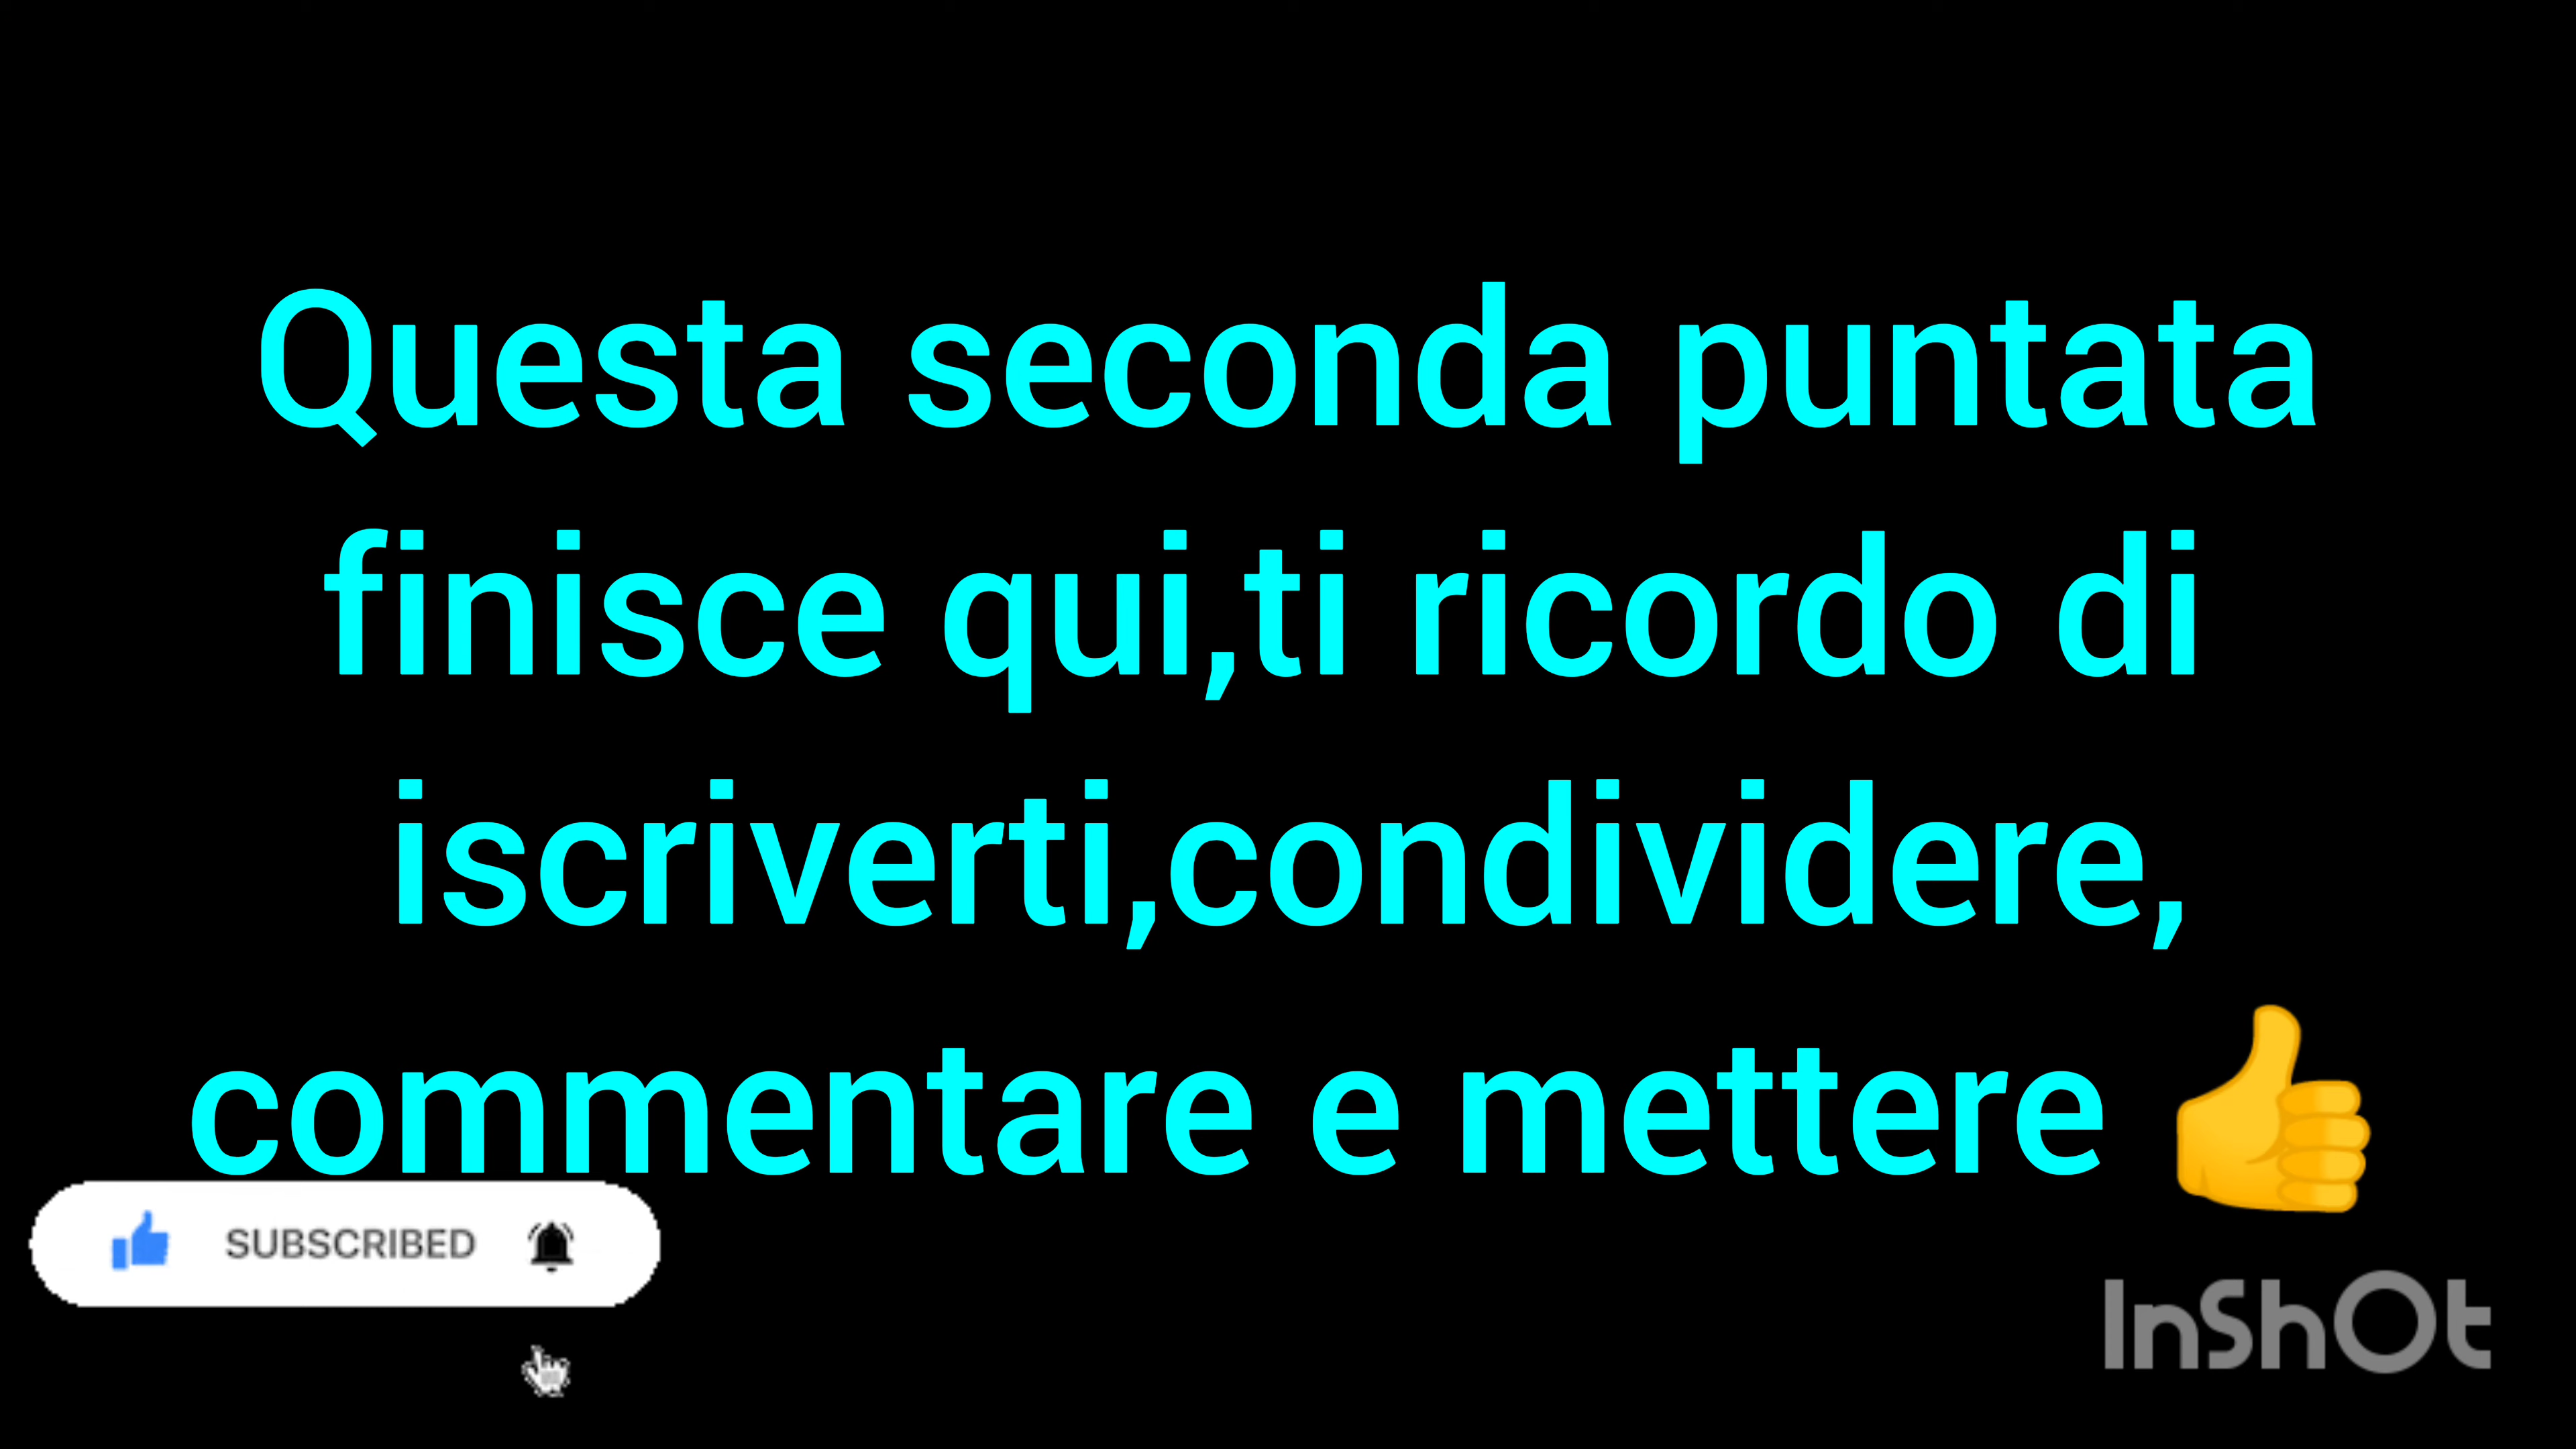 Questa seconda puntata
finisce qui,ti ricordo di
iscriverti,condividere,
commentare e mettere 👍
SUBSCRIBED
InShOt